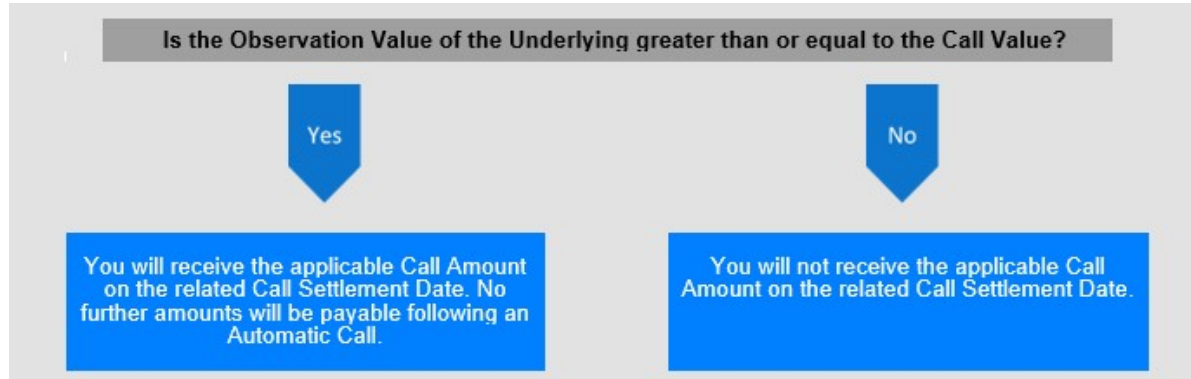 Is the Observation Value of the Underlying greater than or equal to the Call Value?
Yes
No
You will receive the applicable Call Amount
on the related Call Settlement Date. No
further amounts will be payable following an
Automatic Call.
You will not receive the applicable Call
Amount on the related Call Settlement Date.